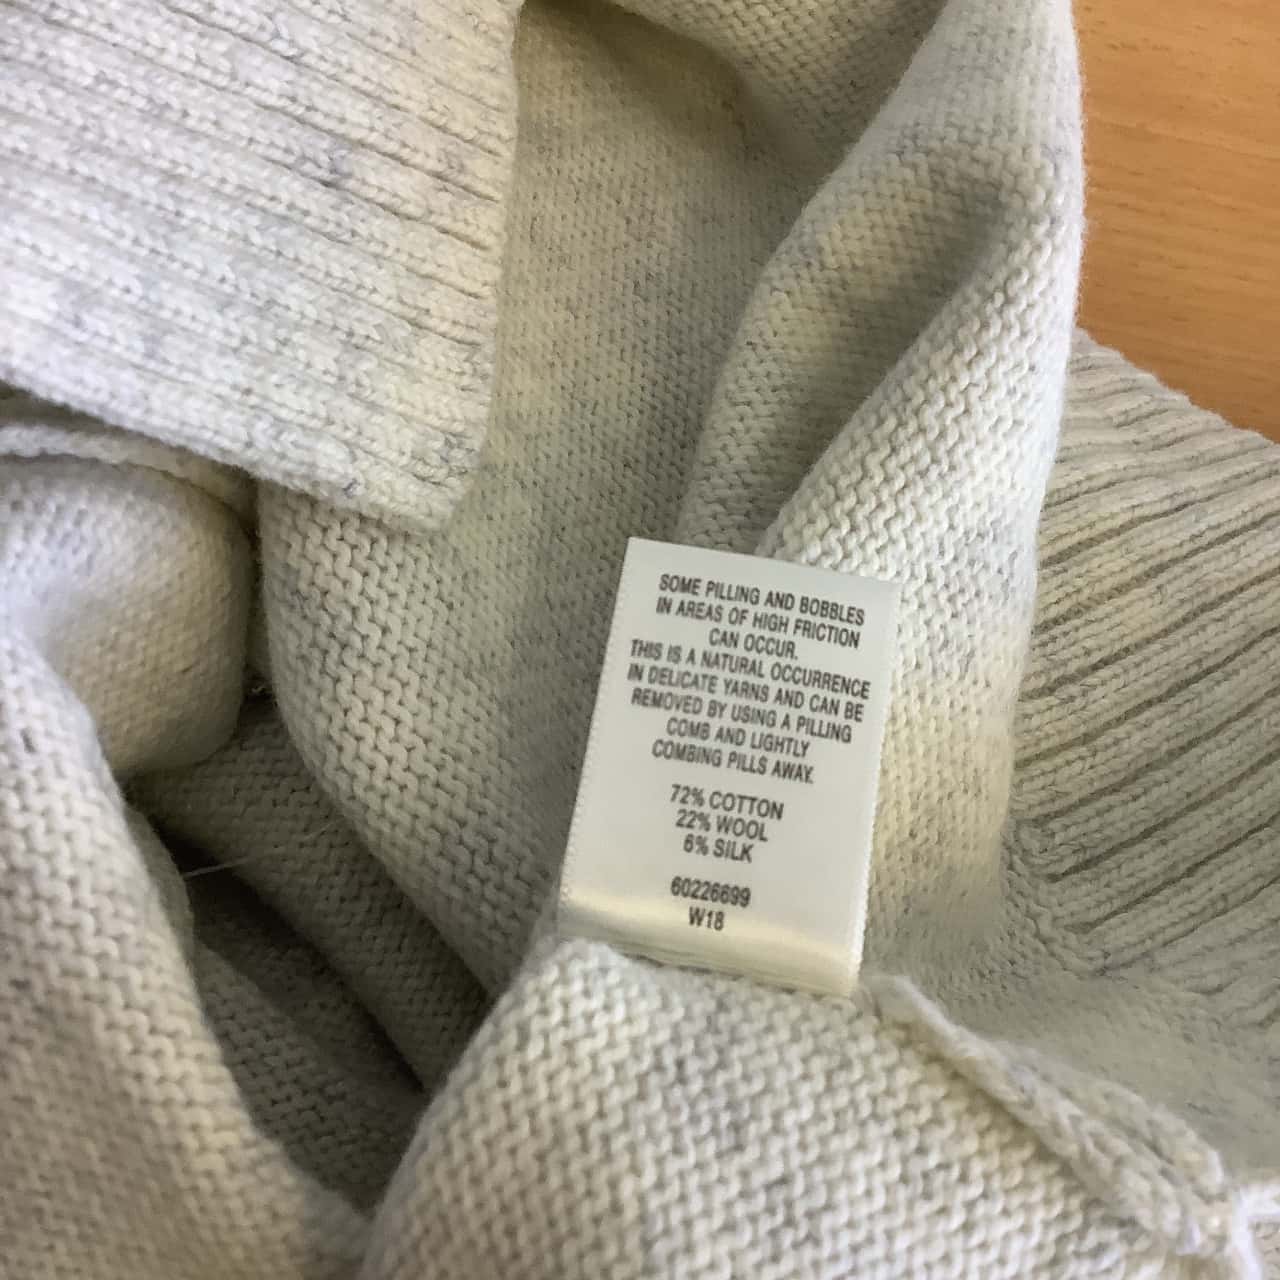 SOME PILLING AND BOBBLES
IN AREAS OF HIGH FRICTION
CAN OCCUR.
THIS IS A NATURAL OCCURRENCE
IN DELICATE YARNS AND CAN BE
REMOVED BY USING A PILLING
COMB AND LIGHTLY
COMBING PILLS AWAY.
72% COTTON
22% WOOL
6% SILK
60226699
W18